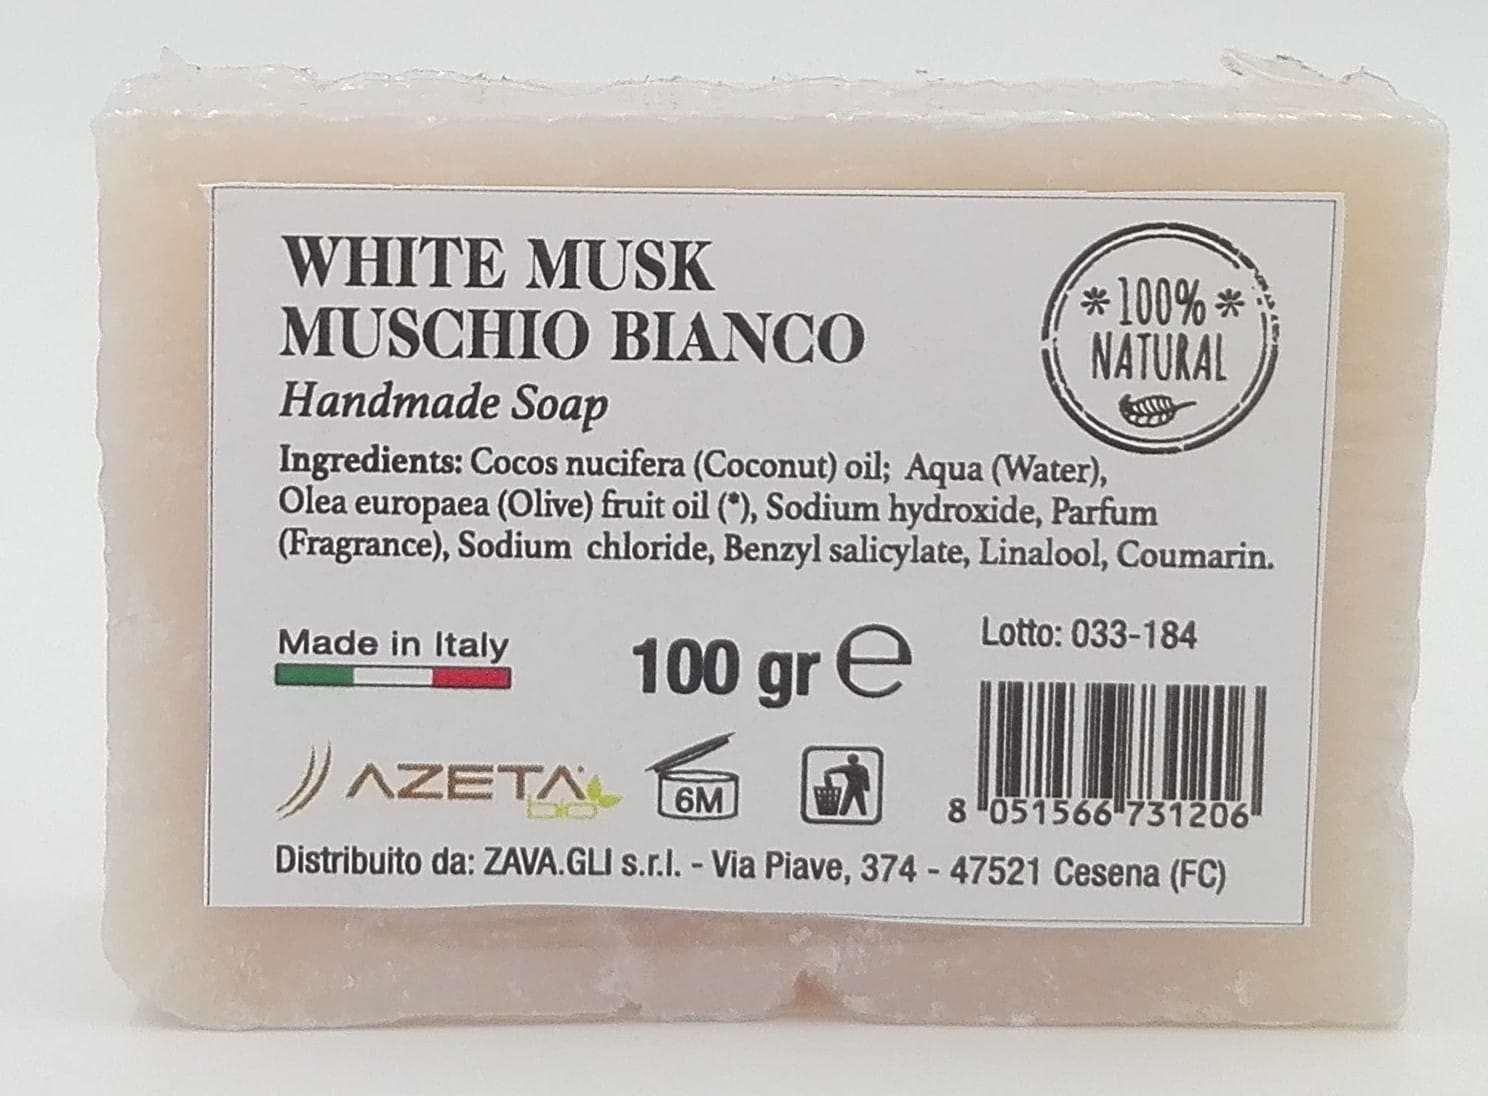 WHITE MUSK
MUSCHIO BIANCO
Handmade Soap
* 100% *
NATURAL
Ingredients: Cocos nucifera (Coconut) oil; Aqua (Water),
Olea europaea (Olive) fruit oil (*), Sodium hydroxide, Parfum
(Fragrance), Sodium chloride, Benzyl salicylate, Linalool, Coumarin.
Made in Italy
100 gr ℮
Lotto: 033-184
AZETA
bio
6M
8 051566 731206
Distribuito da: ZAVA.GLI s.r.l. - Via Piave, 374 - 47521 Cesena (FC)